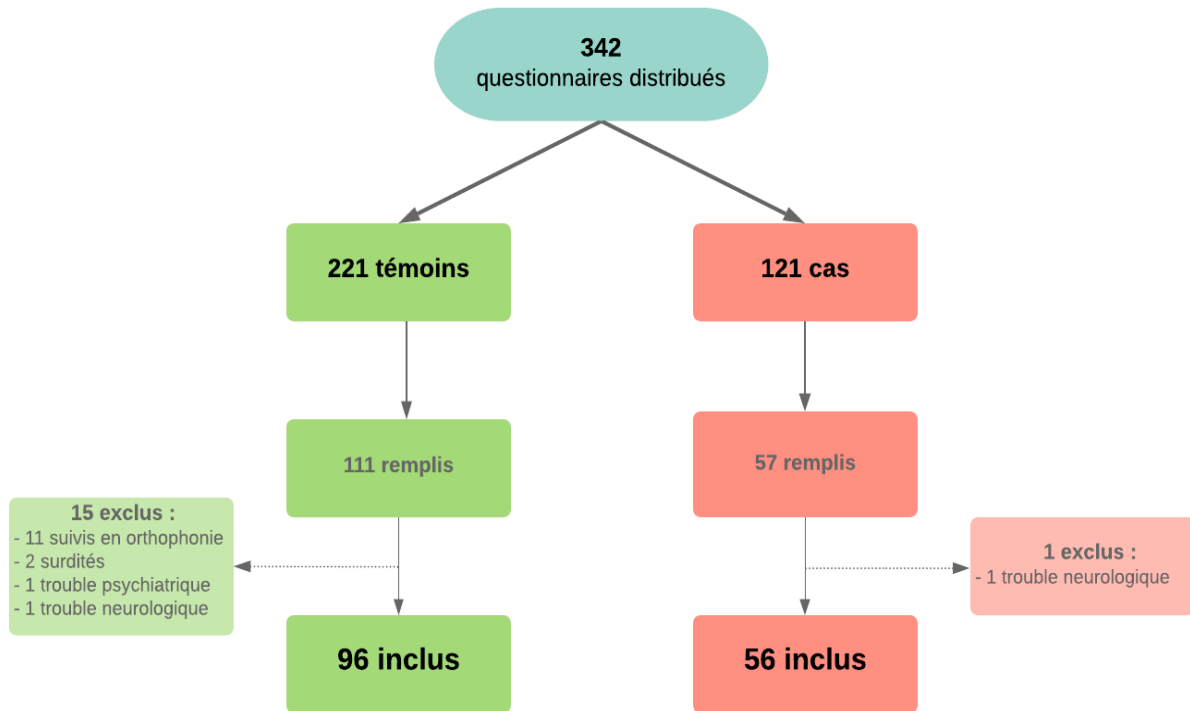 342
questionnaires distribués
221 témoins
121 cas
111 remplis
57 remplis
15 exclus :
- 11 suivis en orthophonie
- 2 surdités
- 1 trouble psychiatrique
- 1 trouble neurologique
1 exclus :
- 1 trouble neurologique
96 inclus
56 inclus